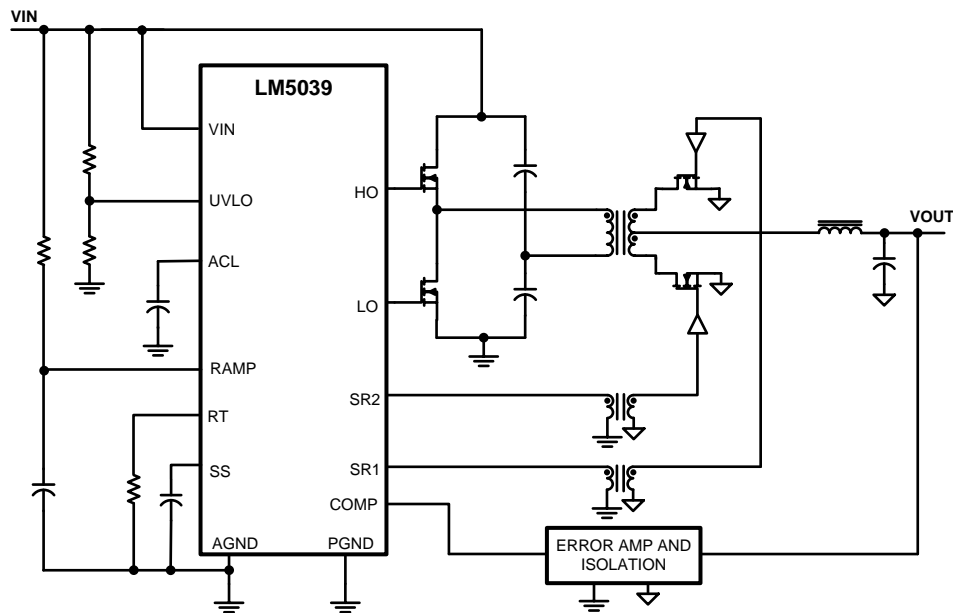 VIN
LM5039
VIN
HO
UVLO
VOUT
ACL
LO
RAMP
SR2
RT
SS
SR1
COMP
AGND
PGND
ERROR AMP AND
ISOLATION